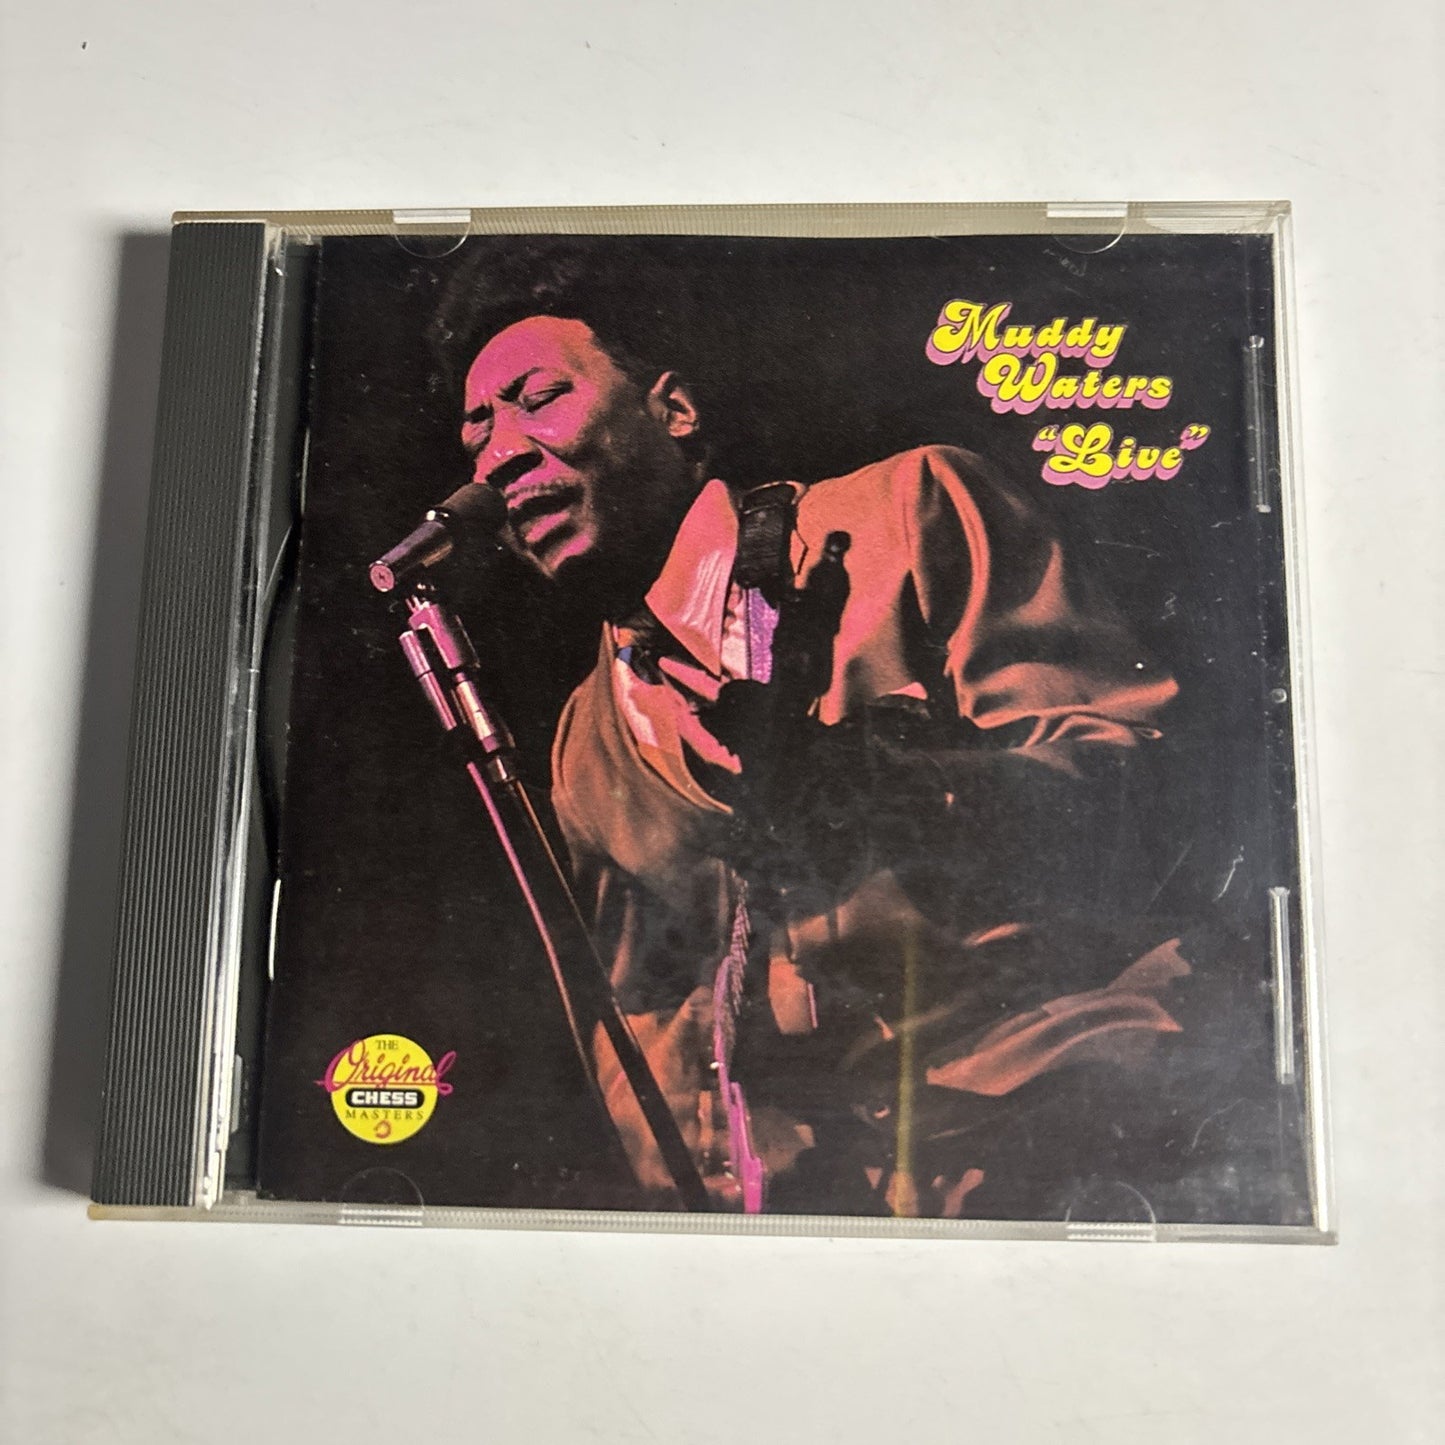 Muddy
Waters
"Live"
THE
Original
CHESS
MASTERS